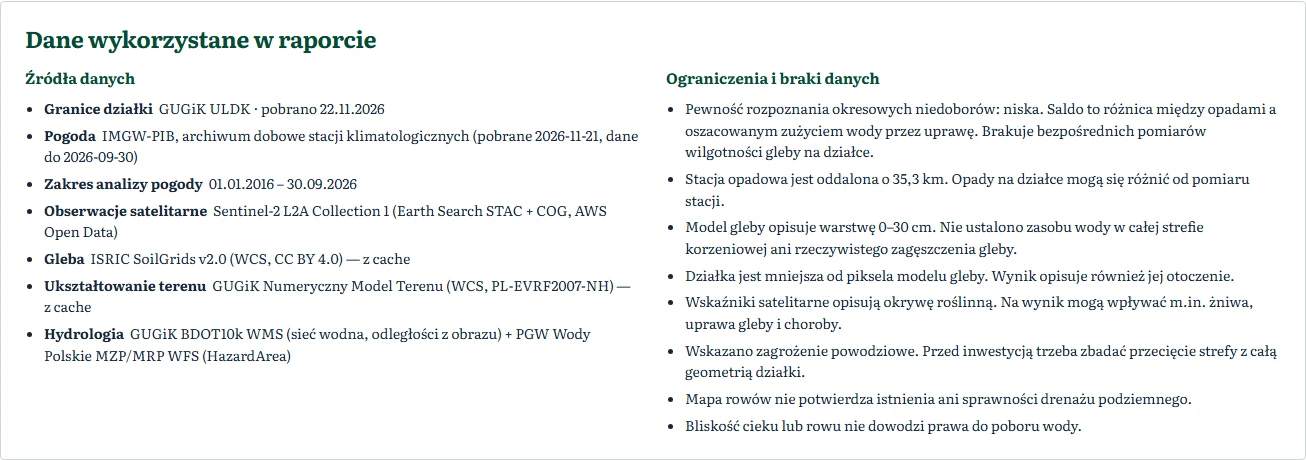 Dane wykorzystane w raporcie
Źródła danych
• Granice działki GUGiK ULDK · pobrano 22.11.2026
• Pogoda IMGW-PIB, archiwum dobowe stacji klimatologicznych (pobrane 2026-11-21, dane
do 2026-09-30)
• Zakres analizy pogody 01.01.2016 – 30.09.2026
• Obserwacje satelitarne Sentinel-2 L2A Collection 1 (Earth Search STAC + COG, AWS
Open Data)
• Gleba ISRIC SoilGrids v2.0 (WCS, CC BY 4.0) — z cache
• Ukształtowanie terenu GUGiK Numeryczny Model Terenu (WCS, PL-EVRF2007-NH) —
z cache
• Hydrologia GUGiK BDOT10k WMS (sieć wodna, odległości z obrazu) + PGW Wody
Polskie MZP/MRP WFS (HazardArea)
Ograniczenia i braki danych
• Pewność rozpoznania okresowych niedoborów: niska. Saldo to różnica między opadami a
oszacowanym zużyciem wody przez uprawę. Brakuje bezpośrednich pomiarów
wilgotności gleby na działce.
• Stacja opadowa jest oddalona o 35,3 km. Opady na działce mogą się różnić od pomiaru
stacji.
• Model gleby opisuje warstwę 0–30 cm. Nie ustalono zasobu wody w całej strefie
korzeniowej ani rzeczywistego zagęszczenia gleby.
• Działka jest mniejsza od piksela modelu gleby. Wynik opisuje również jej otoczenie.
• Wskaźniki satelitarne opisują okrywę roślinną. Na wynik mogą wpływać m.in. żniwa,
uprawa gleby i choroby.
• Wskazano zagrożenie powodziowe. Przed inwestycją trzeba zbadać przecięcie strefy z całą
geometrią działki.
• Mapa rowów nie potwierdza istnienia ani sprawności drenażu podziemnego.
• Bliskość cieku lub rowu nie dowodzi prawa do poboru wody.